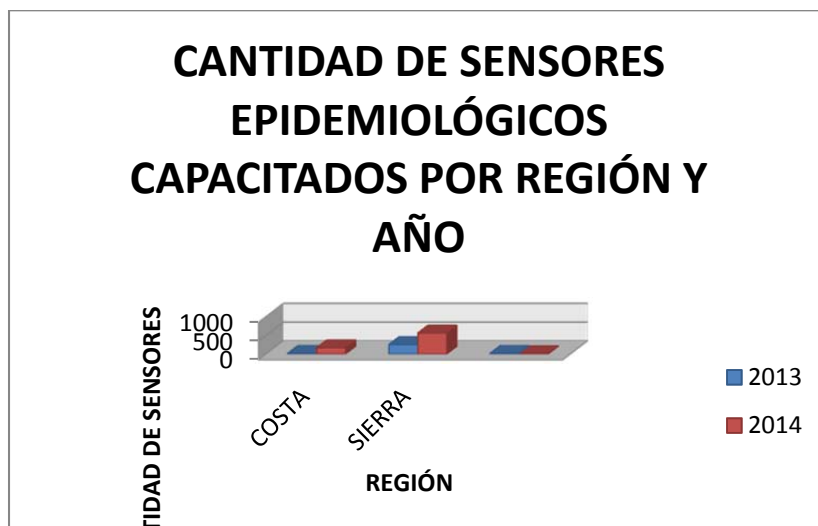 CANTIDAD DE SENSORES
EPIDEMIOLÓGICOS
CAPACITADOS POR REGIÓN Y
AÑO
TIDAD DE SENSORES
1000
500
0
COSTA
SIERRA
REGIÓN
2013
2014